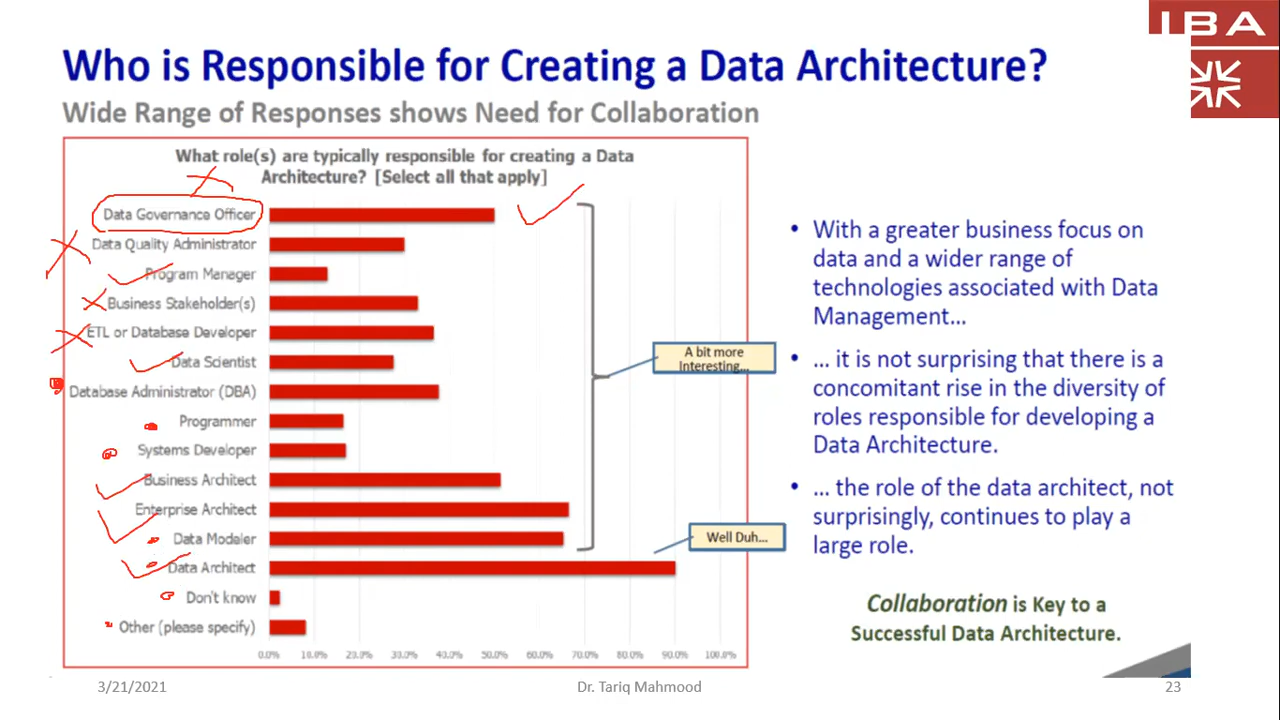 IBA
Who is Responsible for Creating a Data Architecture?
Wide Range of Responses shows Need for Collaboration
What role(s) are typically responsible for creating a Data
Architecture? [Select all that apply]
Data Governance Officer
Data Quality Administrator
Program Manager
Business Stakeholder(s)
ETL or Database Developer
Data Scientist
Database Administrator (DBA)
Programmer
Systems Developer
Business Architect
Enterprise Architect
Data Modeler
Data Architect
Don't know
Other (please specify)
0.0% 10.0% 20.0% 30.0% 40.0% 50.0% 60.0% 70.0% 80.0% 90.0% 100.0%
A bit more
Interesting...
Well Duh...
• With a greater business focus on
data and a wider range of
technologies associated with Data
Management...
• ... it is not surprising that there is a
concomitant rise in the diversity of
roles responsible for developing a
Data Architecture.
• ... the role of the data architect, not
surprisingly, continues to play a
large role.
Collaboration is Key to a
Successful Data Architecture.
3/21/2021
Dr. Tariq Mahmood
23